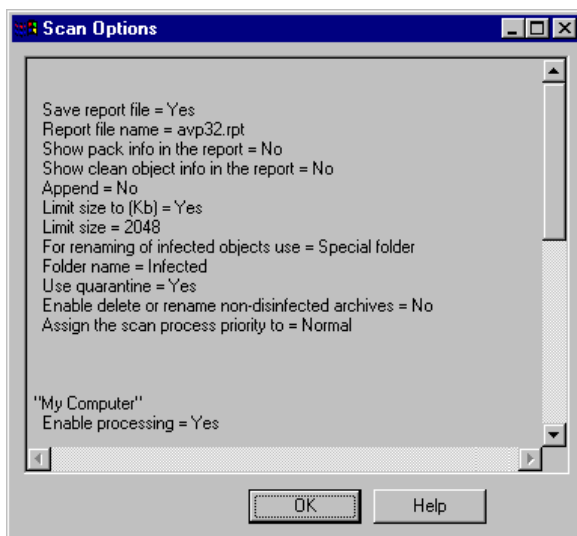 Scan Options
Save report file = Yes
Report file name = avp32.rpt
Show pack info in the report = No
Show clean object info in the report = No
Append = No
Limit size to (Kb) = Yes
Limit size = 2048
For renaming of infected objects use = Special folder
Folder name = Infected
Use quarantine = Yes
Enable delete or rename non-disinfected archives = No
Assign the scan process priority to = Normal
"My Computer"
Enable processing = Yes
OK
Help